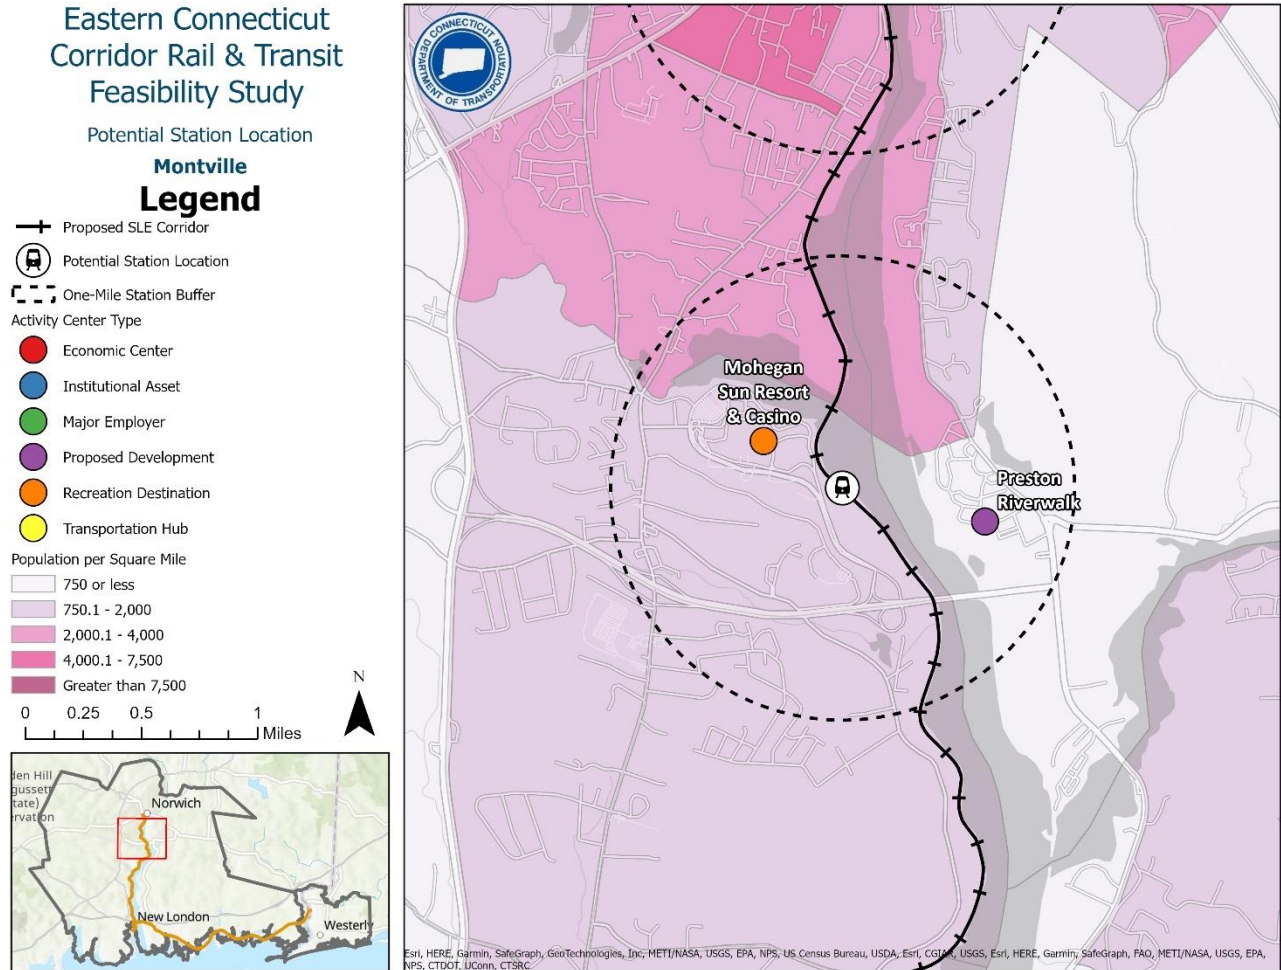 Eastern Connecticut
Corridor Rail & Transit
Feasibility Study
Potential Station Location
Montville
Legend
Proposed SLE Corridor
Potential Station Location
One-Mile Station Buffer
Activity Center Type
Economic Center
Institutional Asset
Major Employer
Proposed Development
Recreation Destination
Transportation Hub
Population per Square Mile
750 or less
750.1 - 2,000
2,000.1 - 4,000
4,000.1 - 7,500
Greater than 7,500
N
0 0.25 0.5 1
Miles
den Hill
gussett
tate)
ervation
Norwich
New London
Westerly
CONNECTICUT
DEPARTMENT OF TRANSPORTATION
Mohegan
Sun Resort
& Casino
Preston
Riverwalk
Esri, HERE, Garmin, SafeGraph, GeoTechnologies, Inc, METI/NASA, USGS, EPA, NPS, US Census Bureau, USDA, Esri, CGIAR, USGS, Esri, HERE, Garmin, SafeGraph, FAO, METI/NASA, USGS, EPA,
NPS, CTDOT, UConn, CTSRC